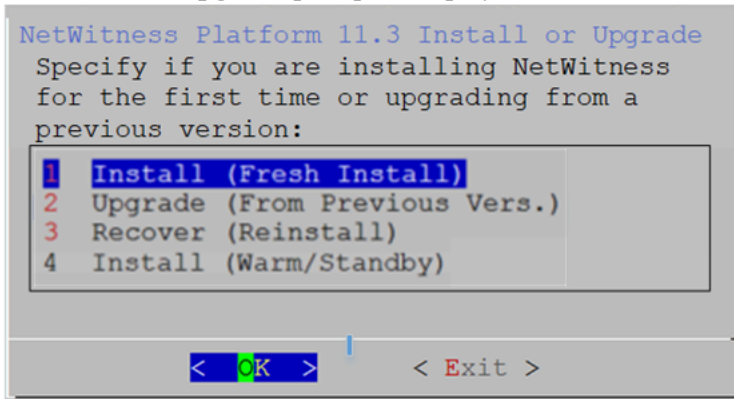 NetWitness Platform 11.3 Install or Upgrade
Specify if you are installing NetWitness
for the first time or upgrading from a
previous version:
1 Install (Fresh Install)
2 Upgrade (From Previous Vers.)
3 Recover (Reinstall)
4 Install (Warm/Standby)
< OK > < Exit >